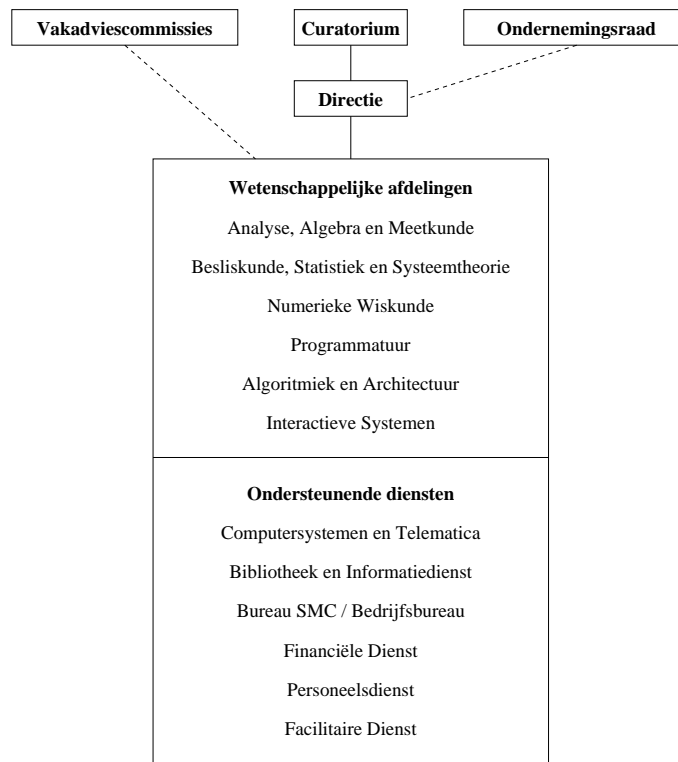 Vakadviescommissies
Curatorium
Ondernemingsraad
Directie
Wetenschappelijke afdelingen
Analyse, Algebra en Meetkunde
Besliskunde, Statistiek en Systeemtheorie
Numerieke Wiskunde
Programmatuur
Algoritmiek en Architectuur
Interactieve Systemen
Ondersteunende diensten
Computersystemen en Telematica
Bibliotheek en Informatiedienst
Bureau SMC / Bedrijfsbureau
Financiële Dienst
Personeelsdienst
Facilitaire Dienst